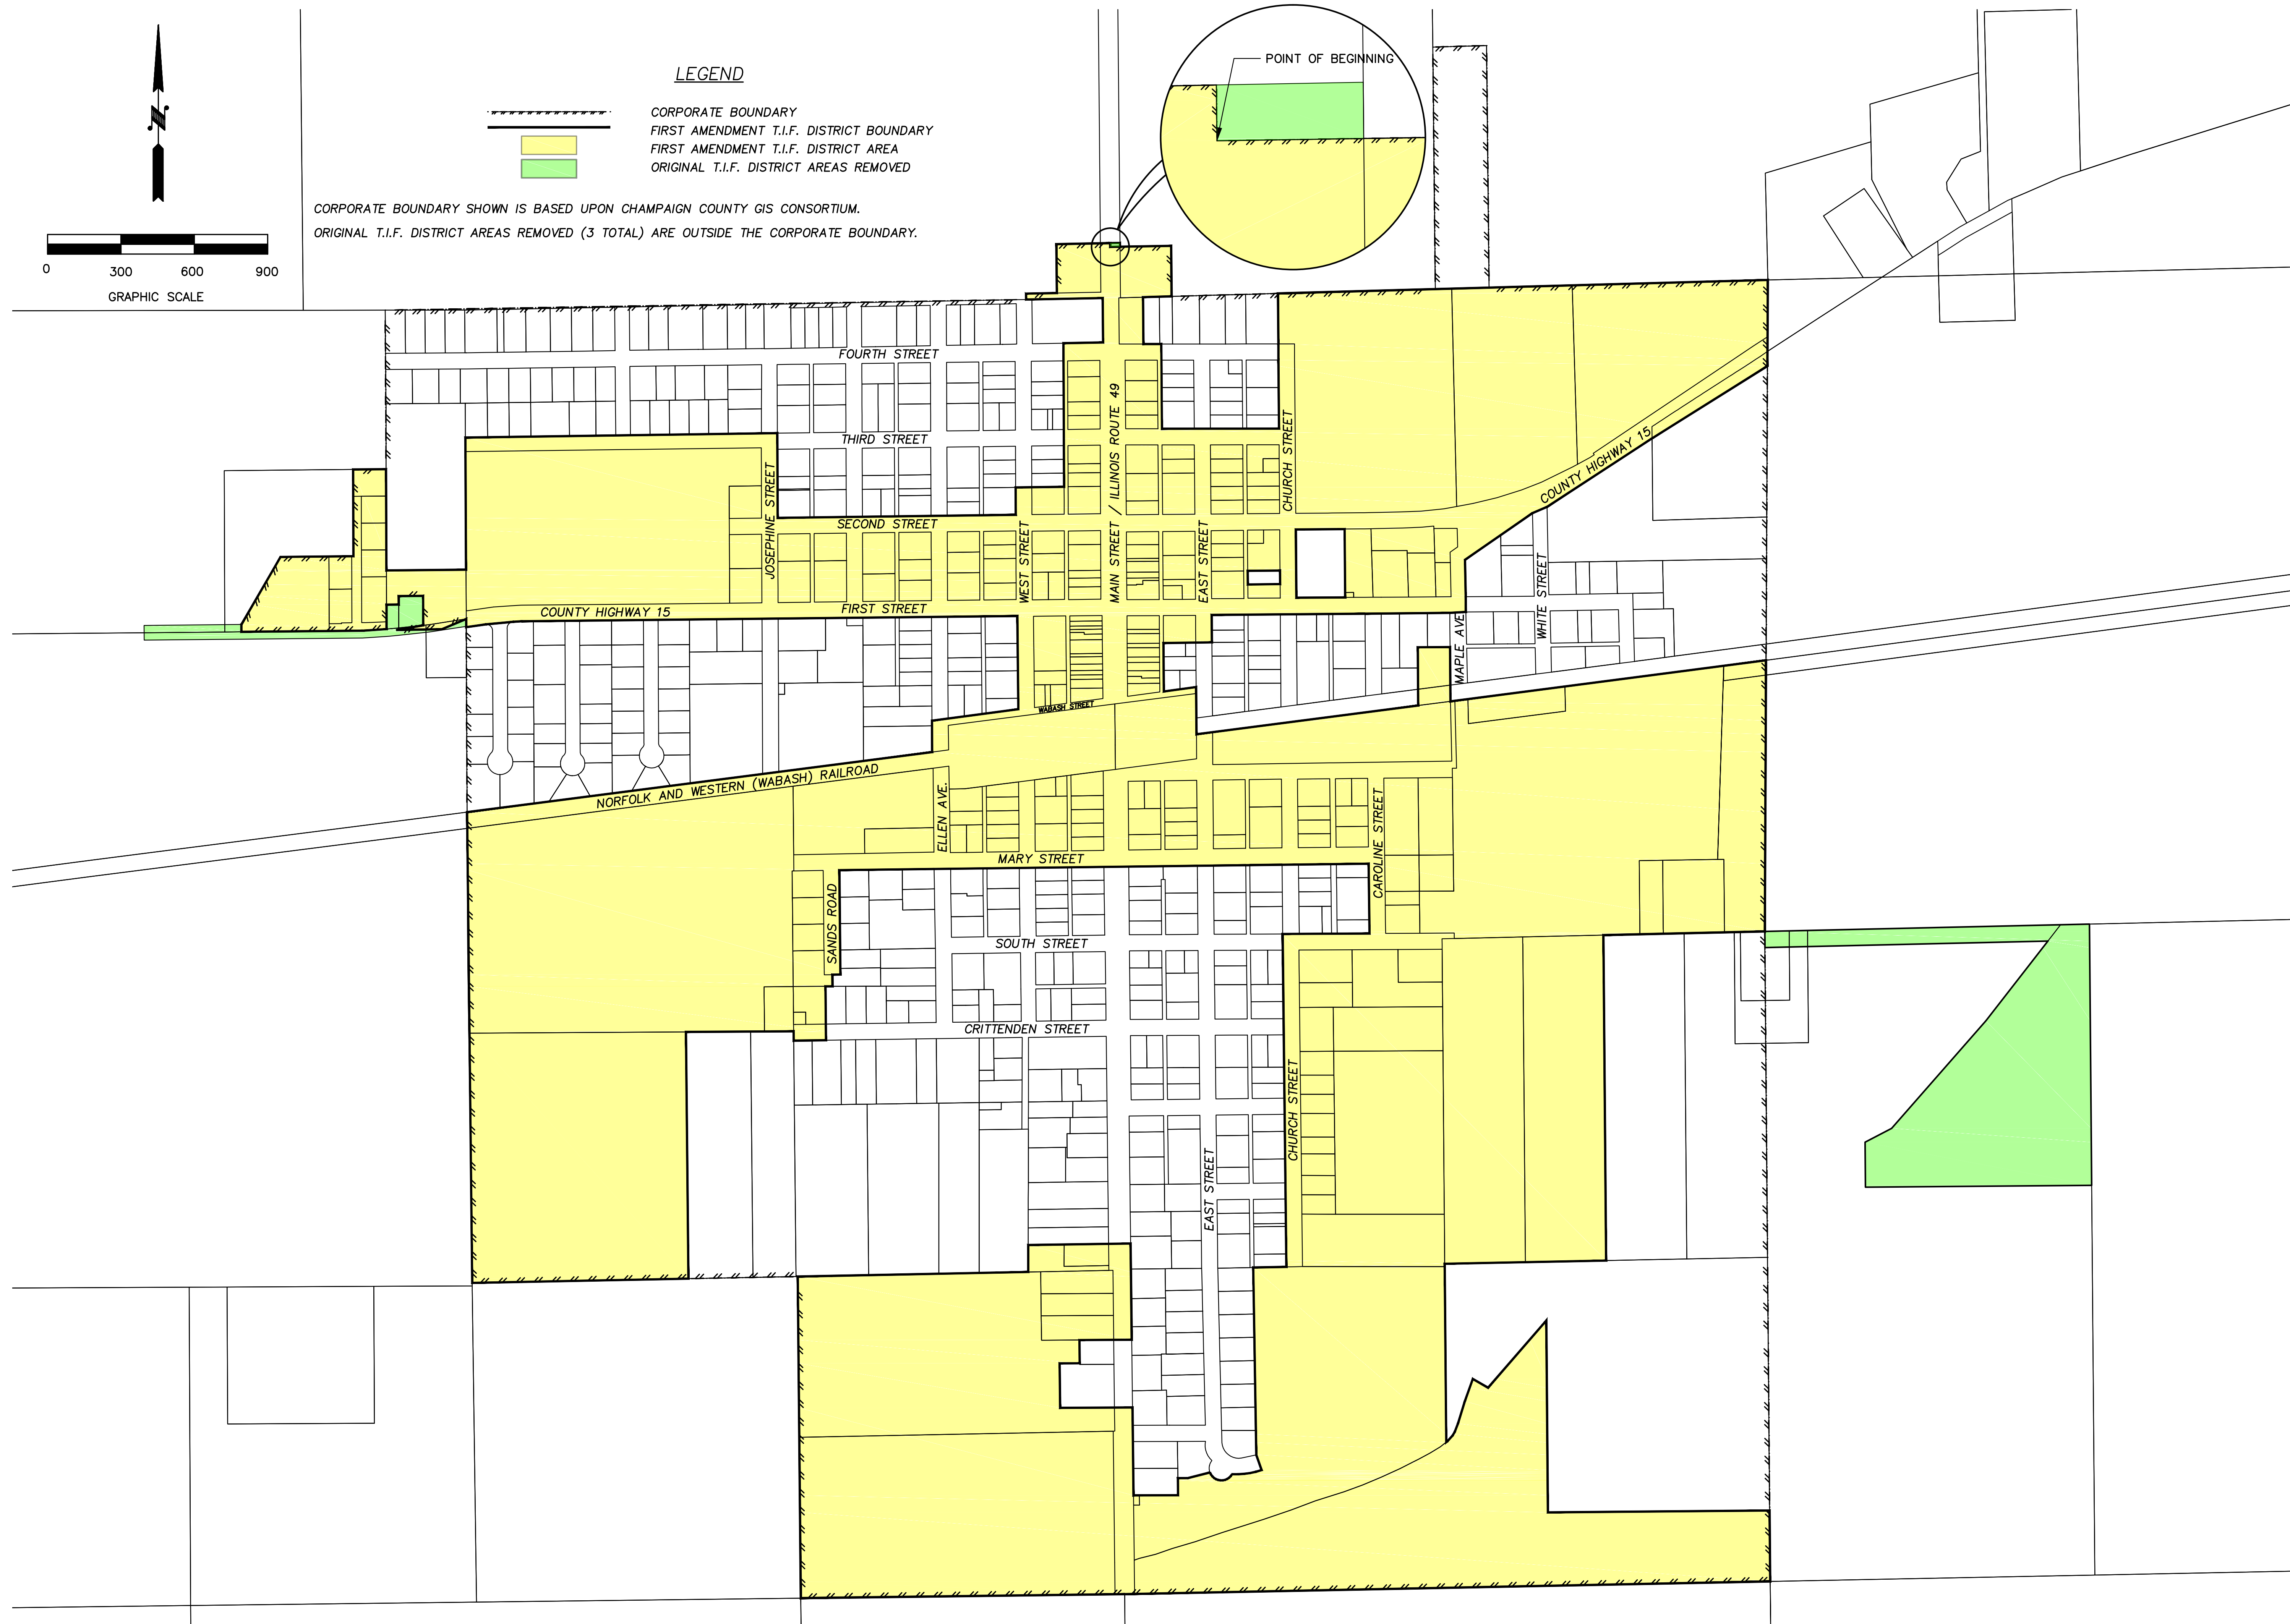 LEGEND
CORPORATE BOUNDARY
FIRST AMENDMENT T.I.F. DISTRICT BOUNDARY
FIRST AMENDMENT T.I.F. DISTRICT AREA
ORIGINAL T.I.F. DISTRICT AREAS REMOVED
CORPORATE BOUNDARY SHOWN IS BASED UPON CHAMPAIGN COUNTY GIS CONSORTIUM.
ORIGINAL T.I.F. DISTRICT AREAS REMOVED (3 TOTAL) ARE OUTSIDE THE CORPORATE BOUNDARY.
N
0 300 600 900
GRAPHIC SCALE
POINT OF BEGINNING
FOURTH STREET
THIRD STREET
SECOND STREET
FIRST STREET
COUNTY HIGHWAY 15
JOSEPHINE STREET
WEST STREET
MAIN STREET / ILLINOIS ROUTE 49
EAST STREET
CHURCH STREET
COUNTY HIGHWAY 15
WHITE STREET
MAPLE AVE
WABASH STREET
NORFOLK AND WESTERN (WABASH) RAILROAD
ELLEN AVE.
MARY STREET
CAROLINE STREET
SANDS ROAD
SOUTH STREET
CRITTENDEN STREET
CHURCH STREET
EAST STREET